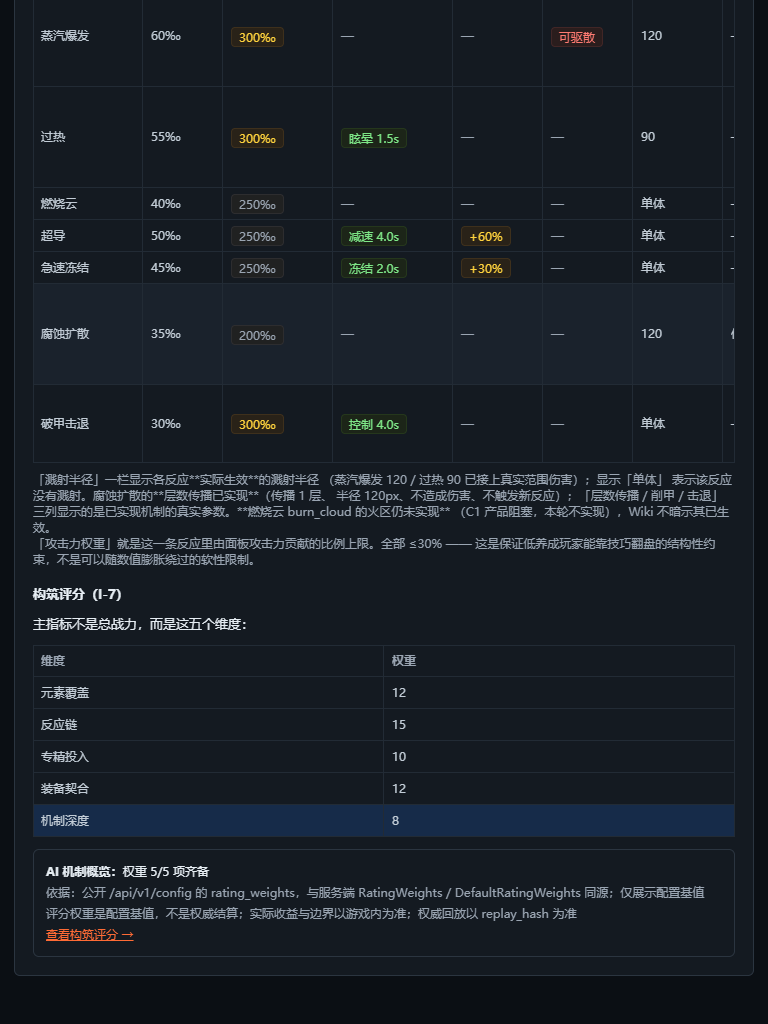 蒸汽爆发 60‰ 300‰ — — 可驱散 120
过热 55‰ 300‰ 眩晕 1.5s — — 90
燃烧云 40‰ 250‰ — — — 单体
超导 50‰ 250‰ 减速 4.0s +60% — 单体
急速冻结 45‰ 250‰ 冻结 2.0s +30% — 单体
腐蚀扩散 35‰ 200‰ — — — 120
破甲击退 30‰ 300‰ 控制 4.0s — — 单体
「溅射半径」一栏显示各反应**实际生效**的溅射半径 （蒸汽爆发 120 / 过热 90 已接上真实范围伤害）；显示「单体」 表示该反应
没有溅射。腐蚀扩散的**层数传播已实现**（传播 1 层、 半径 120px、不造成伤害、不触发新反应）；「层数传播 / 削甲 / 击退」
三列显示的是已实现机制的真实参数。**燃烧云 burn_cloud 的火区仍未实现** （C1 产品阻塞，本轮不实现），Wiki 不暗示其已生
效。
「攻击力权重」就是这一条反应里由面板攻击力贡献的比例上限。全部 ≤30% —— 这是保证低养成玩家能靠技巧翻盘的结构性约
束，不是可以随数值膨胀绕过的软性限制。
构筑评分（I-7）
主指标不是总战力，而是这五个维度：
维度 权重
元素覆盖 12
反应链 15
专精投入 10
装备契合 12
机制深度 8
AI 机制概览：权重 5/5 项齐备
依据：公开 /api/v1/config 的 rating_weights，与服务端 RatingWeights / DefaultRatingWeights 同源；仅展示配置基值
评分权重是配置基值，不是权威结算；实际收益与边界以游戏内为准；权威回放以 replay_hash 为准
查看构筑评分 →